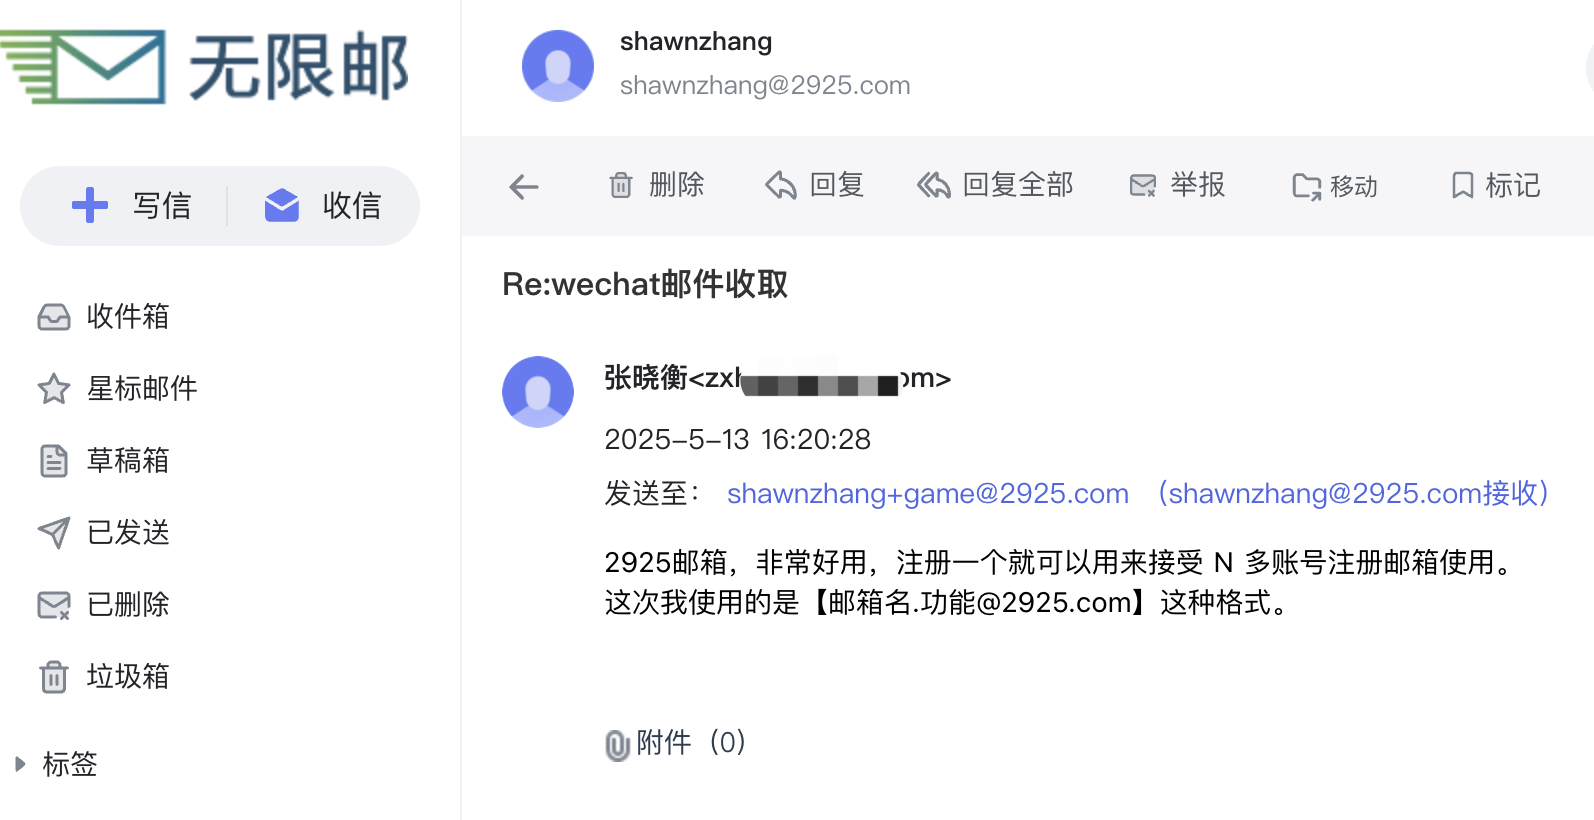 无限邮
写信 收信
收件箱
星标邮件
草稿箱
已发送
已删除
垃圾箱
标签
shawnzhang
shawnzhang@2925.com
删除 回复 回复全部 举报 移动 标记
Re:wechat邮件收取
张晓衡<zx om>
2025-5-13 16:20:28
发送至： shawnzhang+game@2925.com （shawnzhang@2925.com接收）
2925邮箱，非常好用，注册一个就可以用来接受 N 多账号注册邮箱使用。
这次我使用的是【邮箱名.功能@2925.com】这种格式。
附件（0）